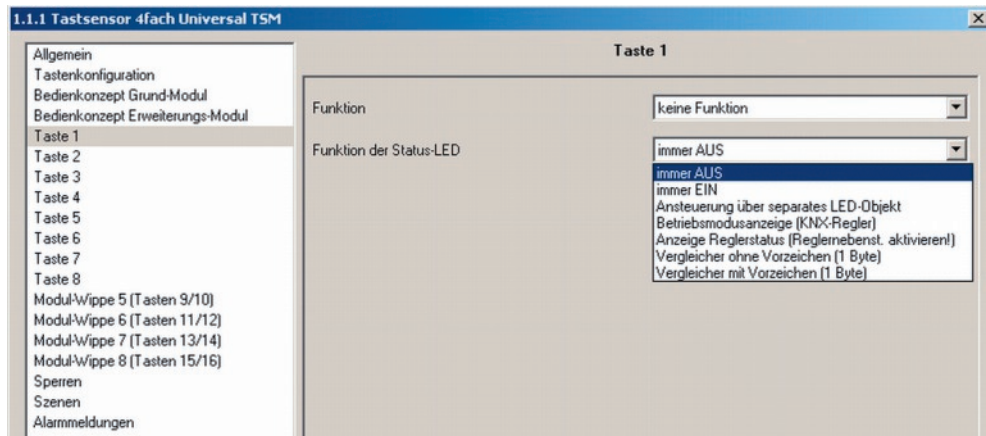 1.1.1 Tastsensor 4fach Universal TSM
Allgemein
Tastenkonfiguration
Bedienkonzept Grund-Modul
Bedienkonzept Erweiterungs-Modul
Taste 1
Taste 2
Taste 3
Taste 4
Taste 5
Taste 6
Taste 7
Taste 8
Modul-Wippe 5 (Tasten 9/10)
Modul-Wippe 6 (Tasten 11/12)
Modul-Wippe 7 (Tasten 13/14)
Modul-Wippe 8 (Tasten 15/16)
Sperren
Szenen
Alarmmeldungen
Taste 1
Funktion
keine Funktion
Funktion der Status-LED
immer AUS
immer AUS
immer EIN
Ansteuerung über separates LED-Objekt
Betriebsmodusanzeige (KNX-Regler)
Anzeige Reglerstatus (Reglernebenst. aktivieren!)
Vergleicher ohne Vorzeichen (1 Byte)
Vergleicher mit Vorzeichen (1 Byte)